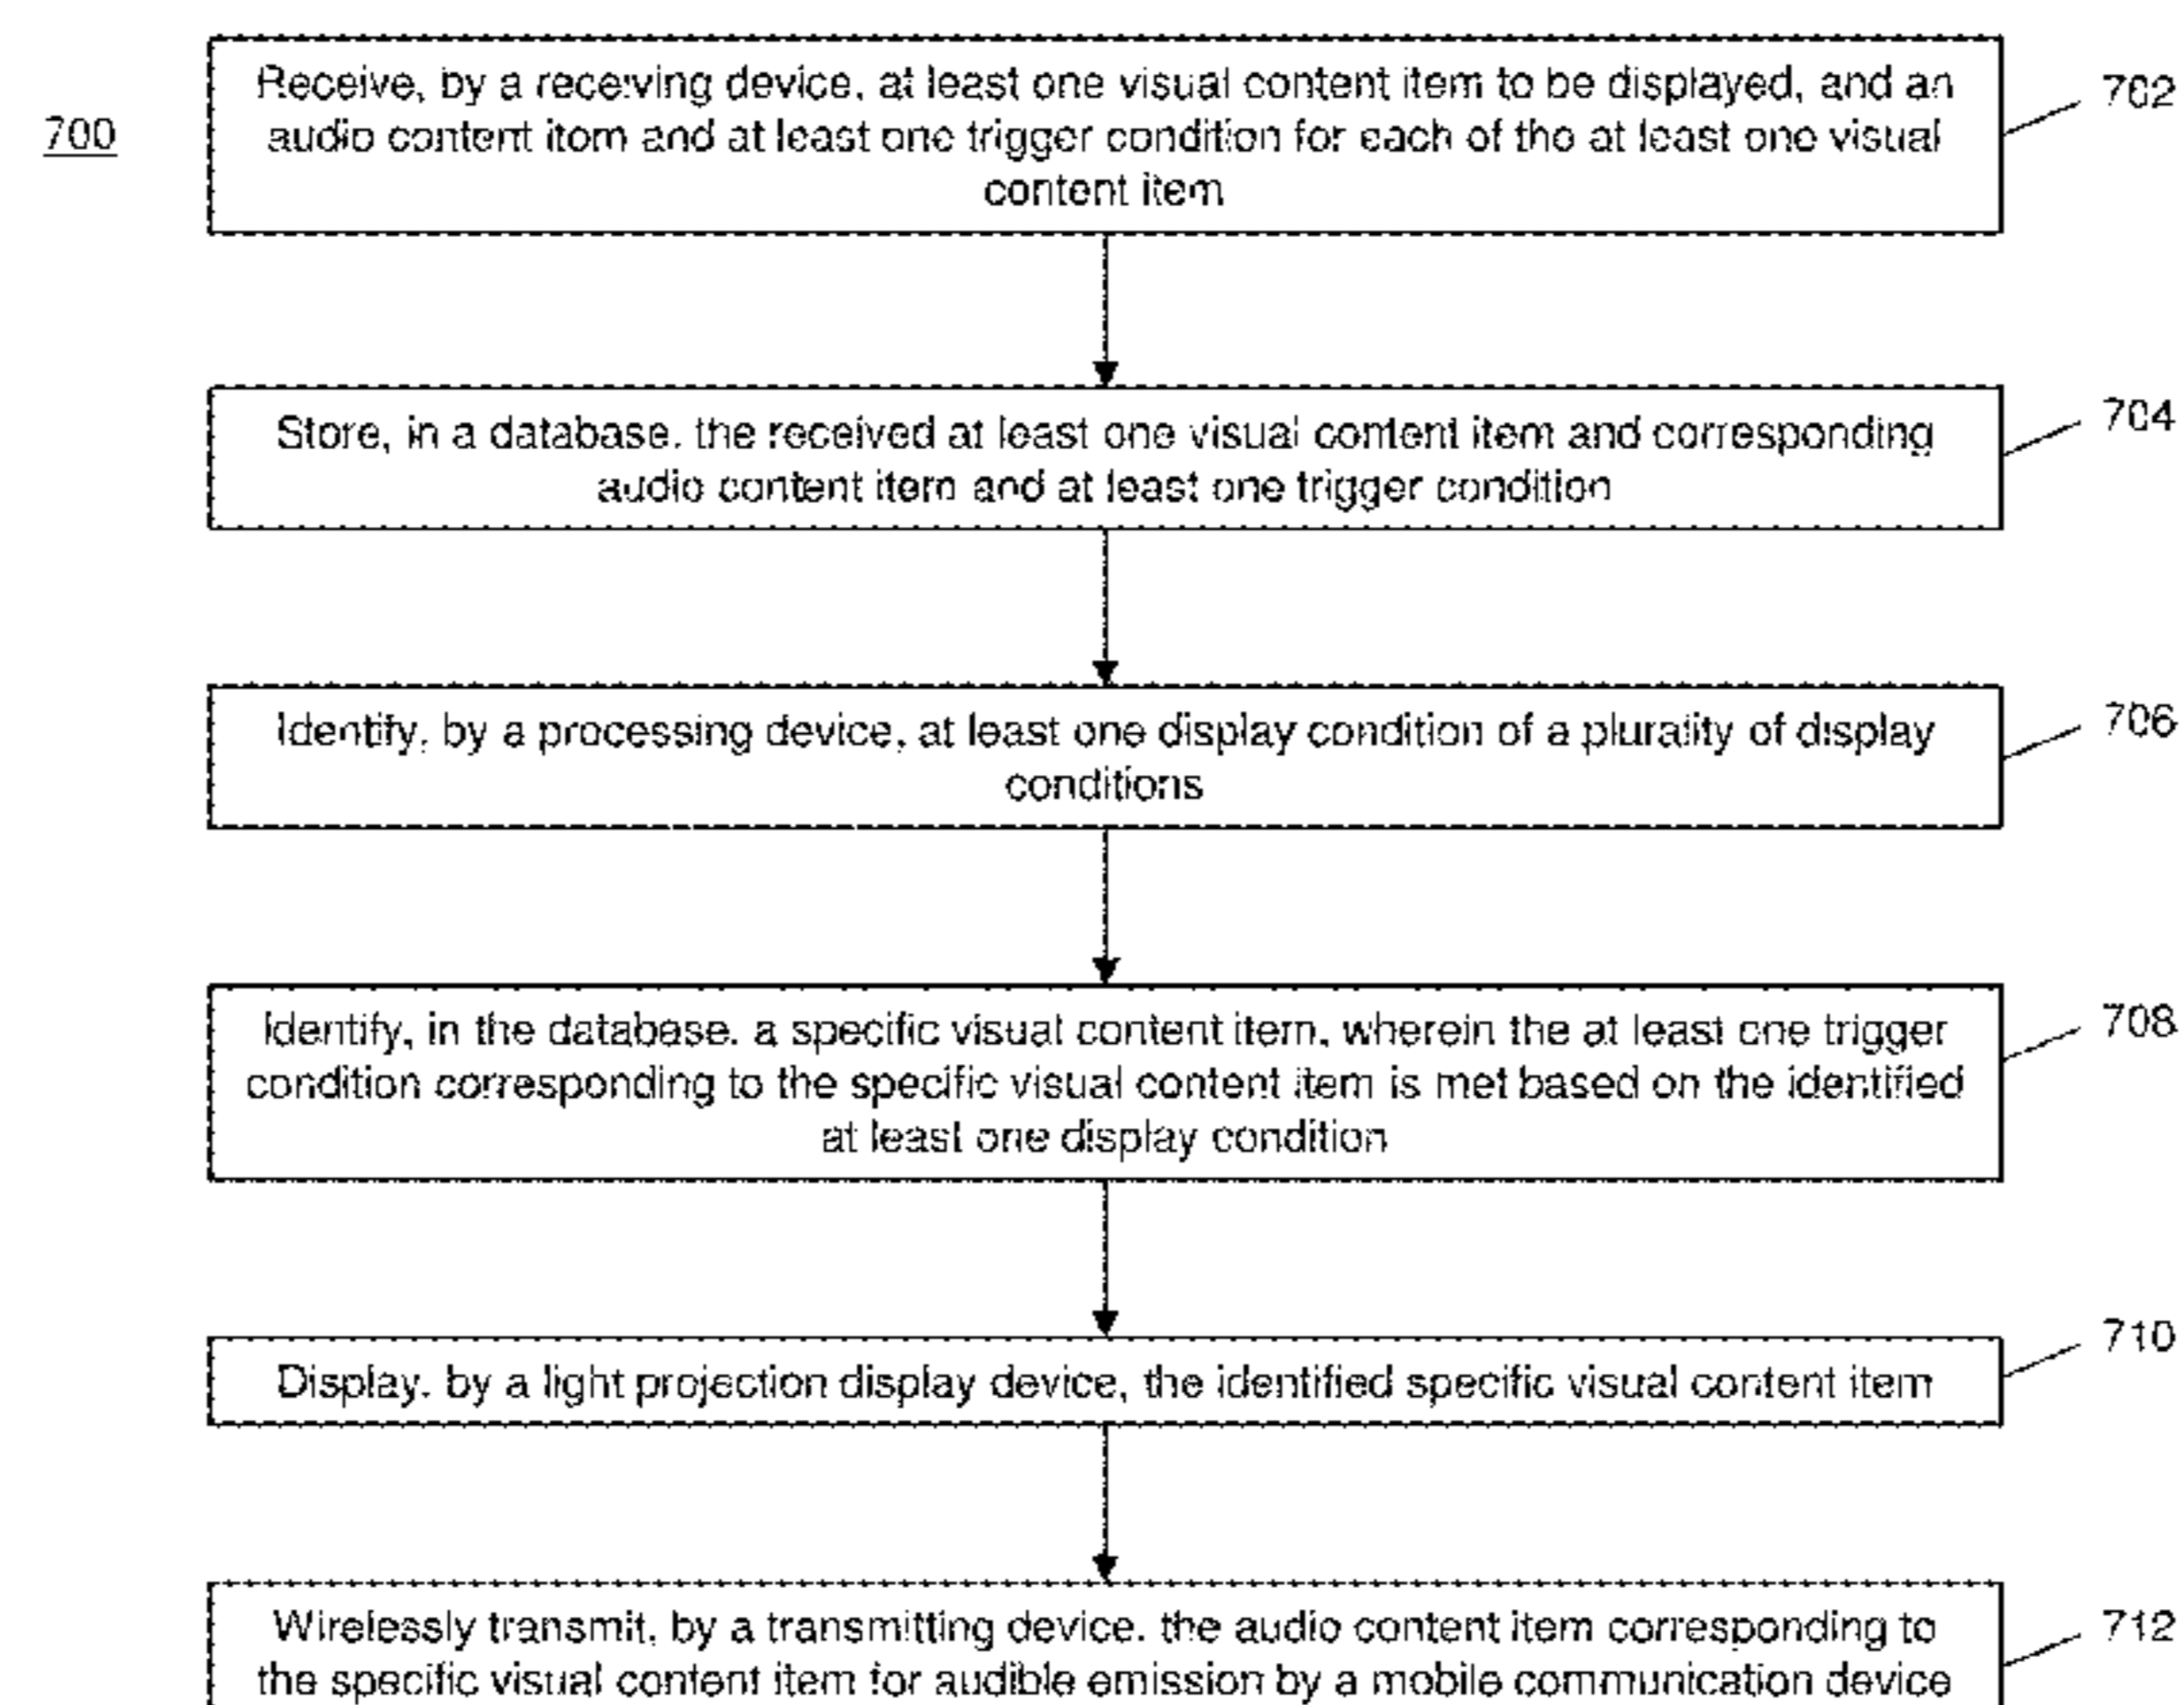 700
Receive, by a receiving device, at least one visual content item to be displayed, and an
audio content item and at least one trigger condition for each of the at least one visual
content item
702
Store, in a database, the received at least one visual content item and corresponding
audio content item and at least one trigger condition
704
Identify, by a processing device, at least one display condition of a plurality of display
conditions
706
Identify, in the database, a specific visual content item, wherein the at least one trigger
condition corresponding to the specific visual content item is met based on the identified
at least one display condition
708
Display, by a light projection display device, the identified specific visual content item
710
Wirelessly transmit, by a transmitting device, the audio content item corresponding to
the specific visual content item for audible emission by a mobile communication device
712